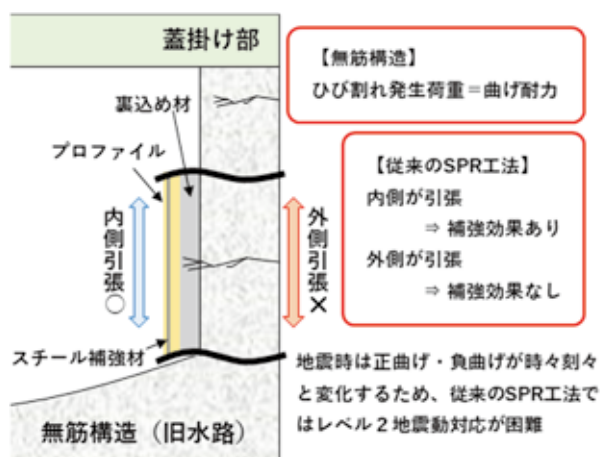 蓋掛け部
裏込め材
プロファイル
内側引張○
スチール補強材
無筋構造（旧水路）
外側引張×
【無筋構造】
ひび割れ発生荷重＝曲げ耐力
【従来のSPR工法】
内側が引張
⇒ 補強効果あり
外側が引張
⇒ 補強効果なし
地震時は正曲げ・負曲げが時々刻々
と変化するため、従来のSPR工法で
はレベル２地震動対応が困難